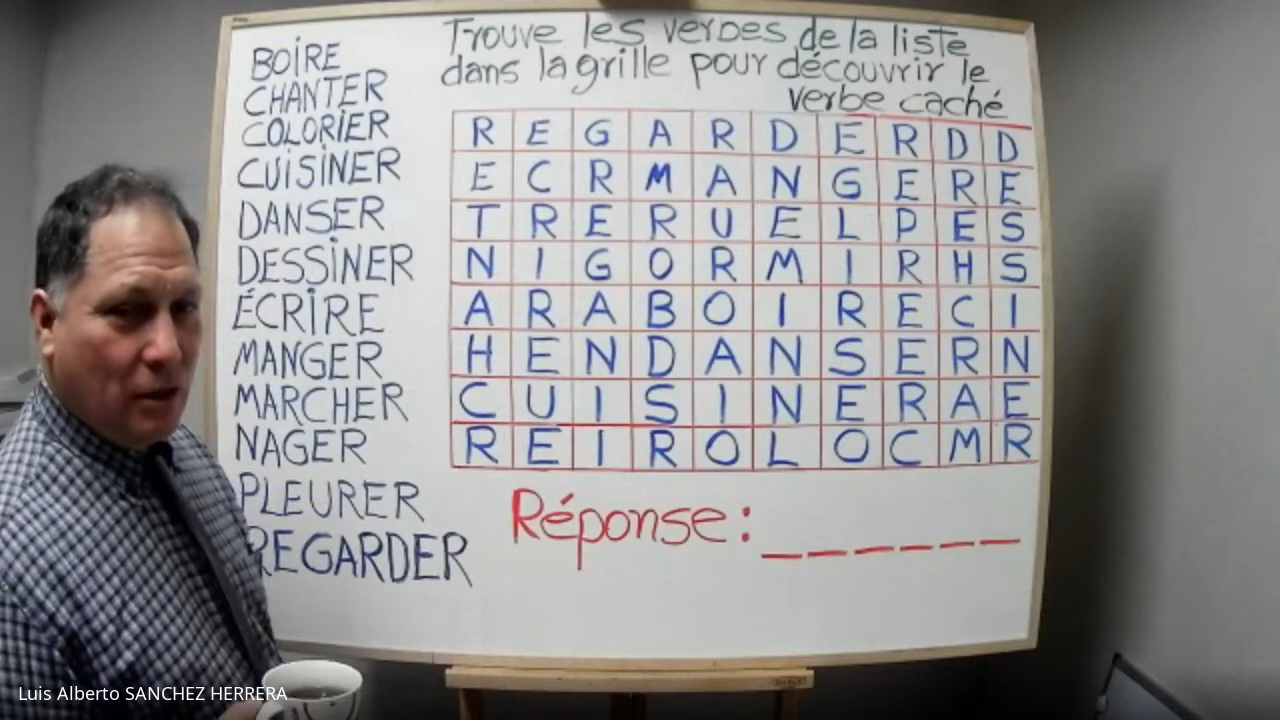 Trouve les verbes de la liste
dans la grille pour découvrir le
verbe caché
BOIRE
CHANTER
COLORIER
CUISINER
DANSER
DESSINER
ÉCRIRE
MANGER
MARCHER
NAGER
PLEURER
REGARDER
R E G A R D E R D D
E C R M A N G E R E
T R E R U E L P E S
N I G O R M I R H S
A R A B O I R E C I
H E N D A N S E R N
C U I S I N E R A E
R E I R O L O C M R
Réponse: _ _ _ _ _ _
Luis Alberto SANCHEZ HERRERA